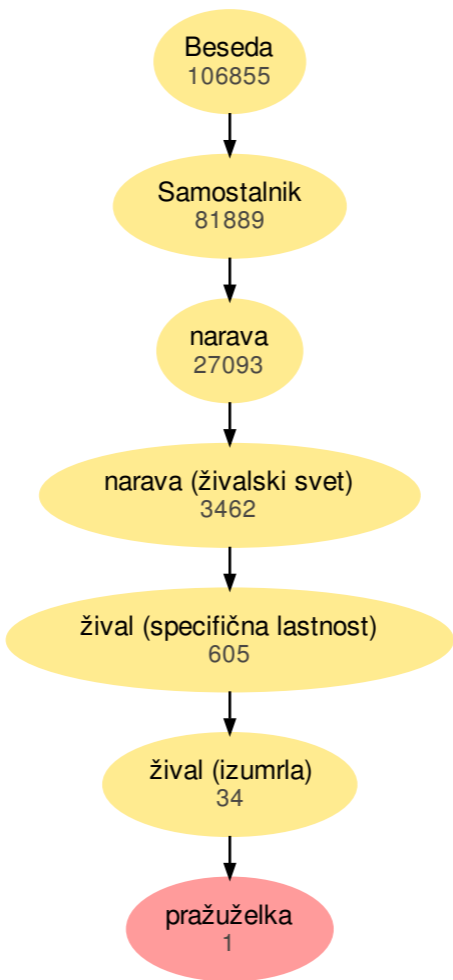 Beseda
106855
Samostalnik
81889
narava
27093
narava (živalski svet)
3462
žival (specifična lastnost)
605
žival (izumrla)
34
pražuželka
1